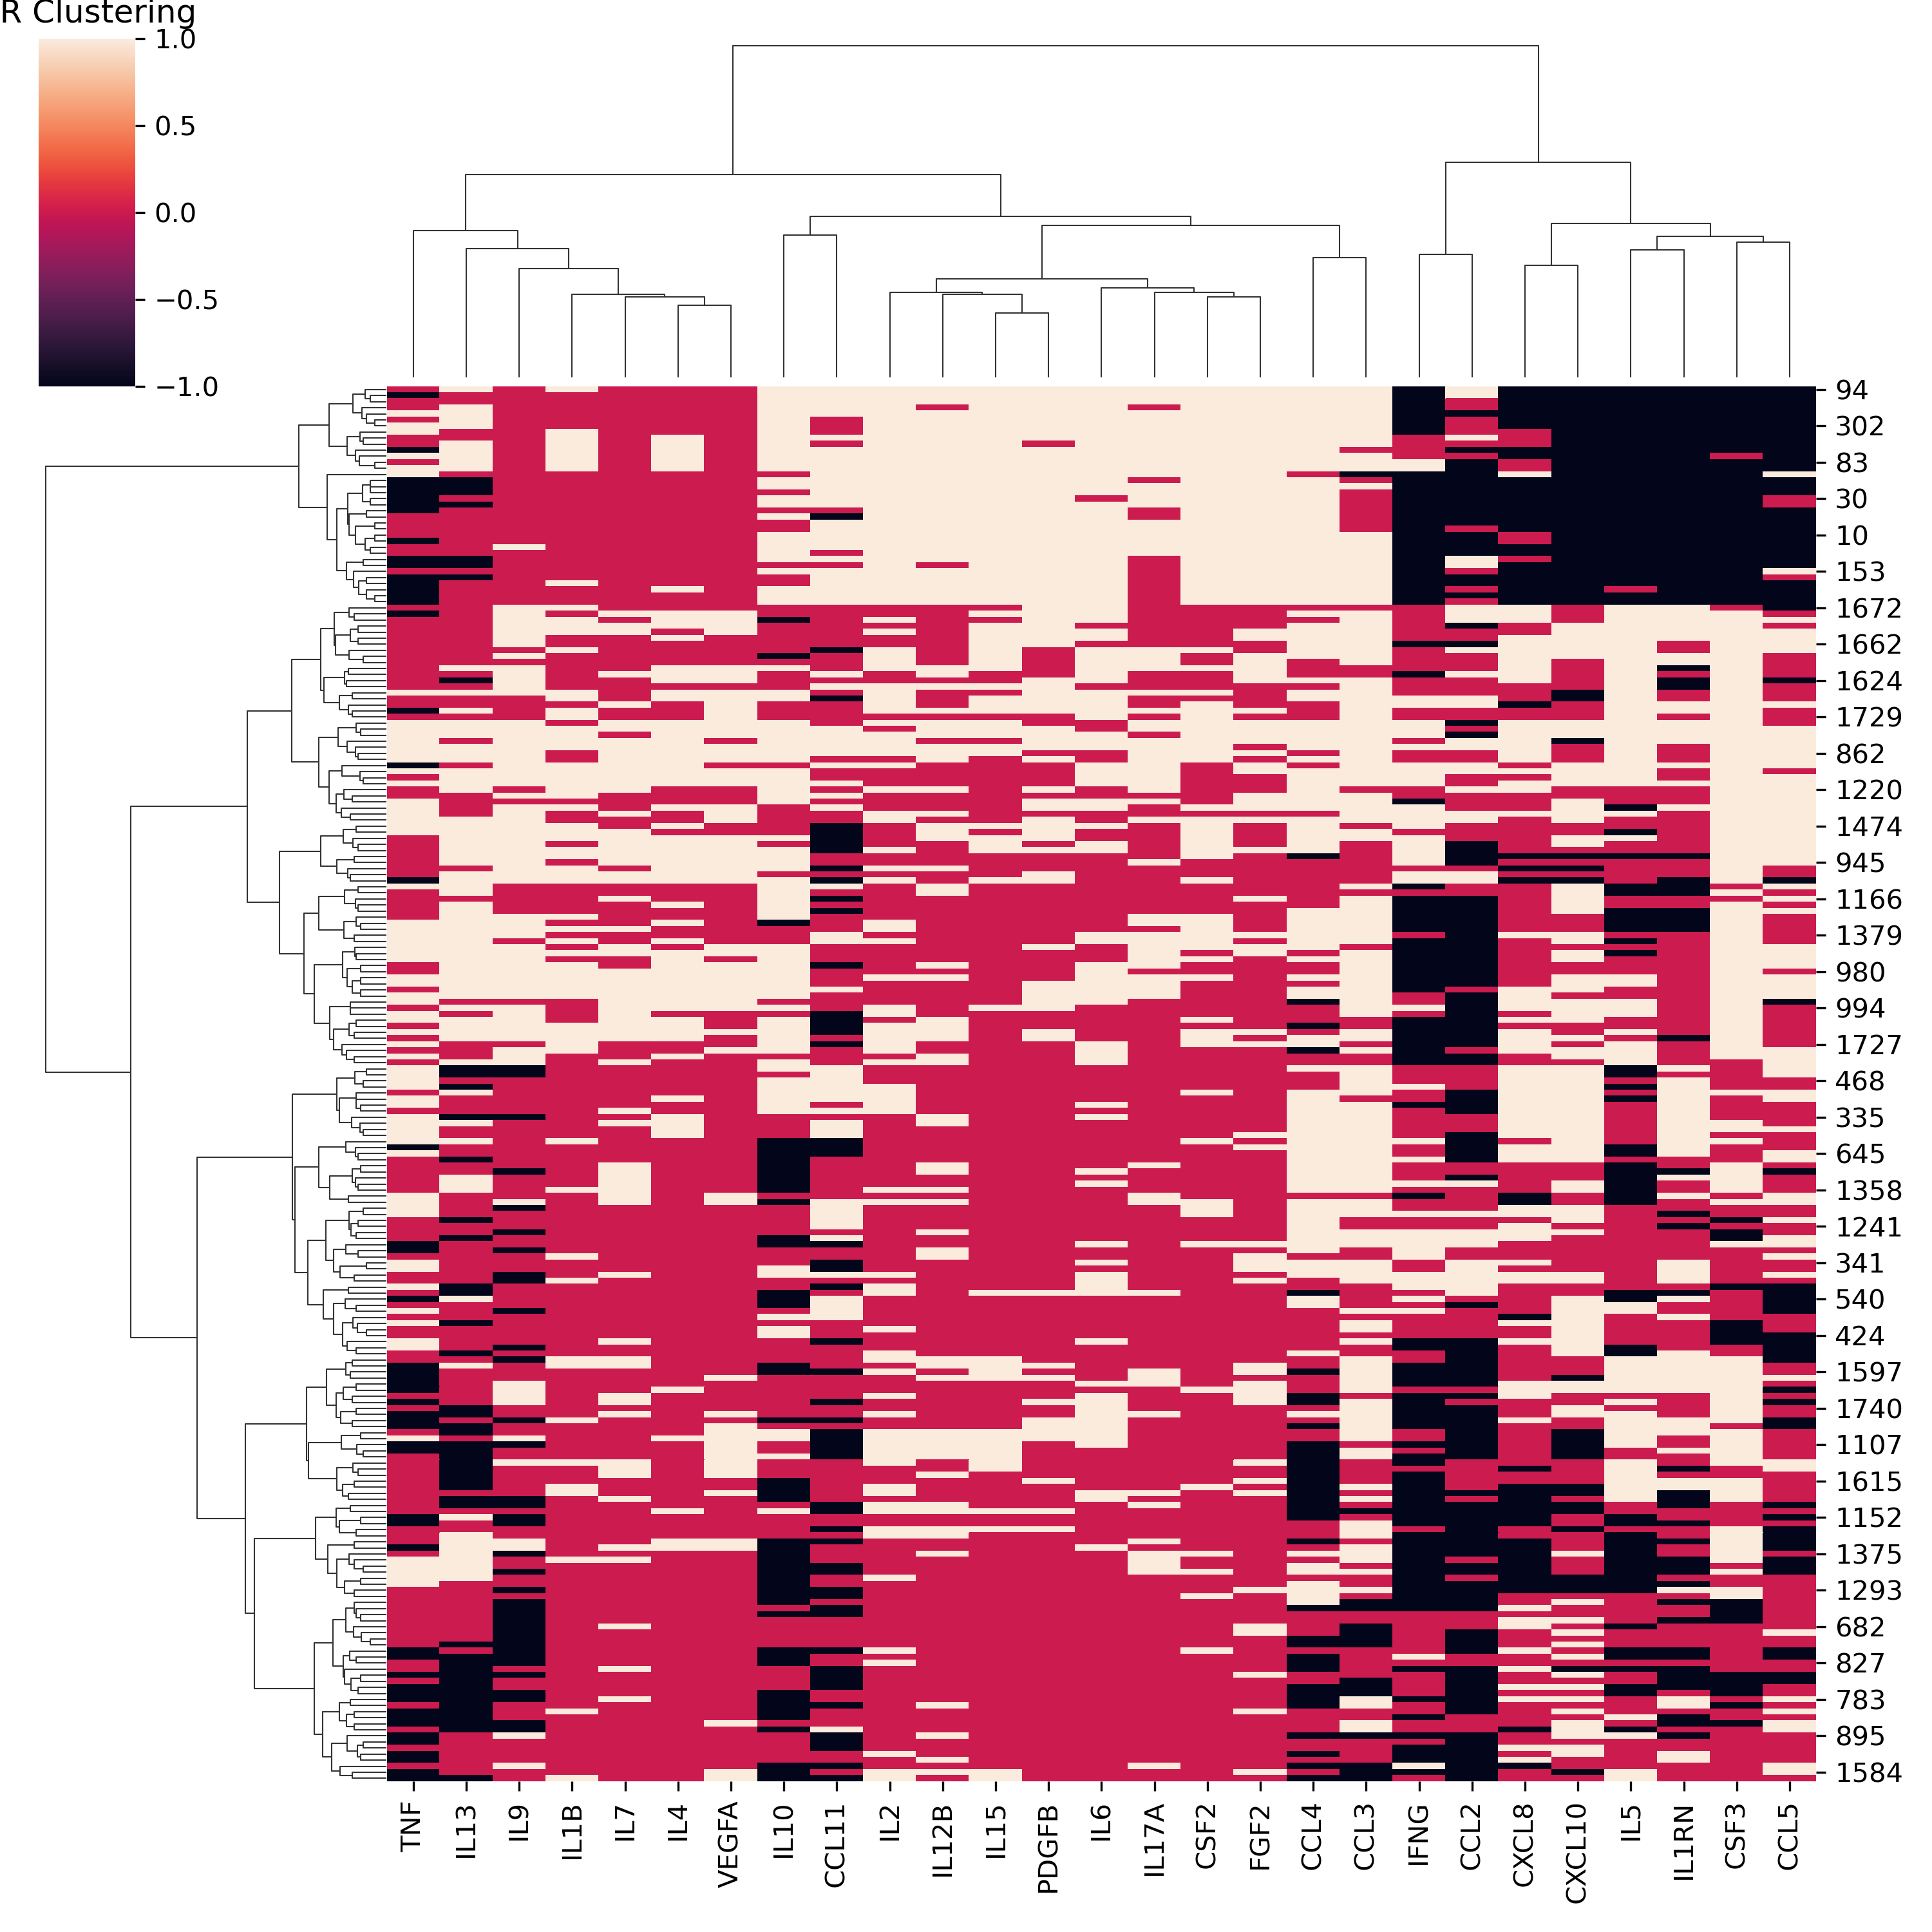 R Clustering
1.0
0.5
0.0
−0.5
−1.0
94
302
83
30
10
153
1672
1662
1624
1729
862
1220
1474
945
1166
1379
980
994
1727
468
335
645
1358
1241
341
540
424
1597
1740
1107
1615
1152
1375
1293
682
827
783
895
1584
TNF
IL13
IL9
IL1B
IL7
IL4
VEGFA
IL10
CCL11
IL2
IL12B
IL15
PDGFB
IL6
IL17A
CSF2
FGF2
CCL4
CCL3
IFNG
CCL2
CXCL8
CXCL10
IL5
IL1RN
CSF3
CCL5